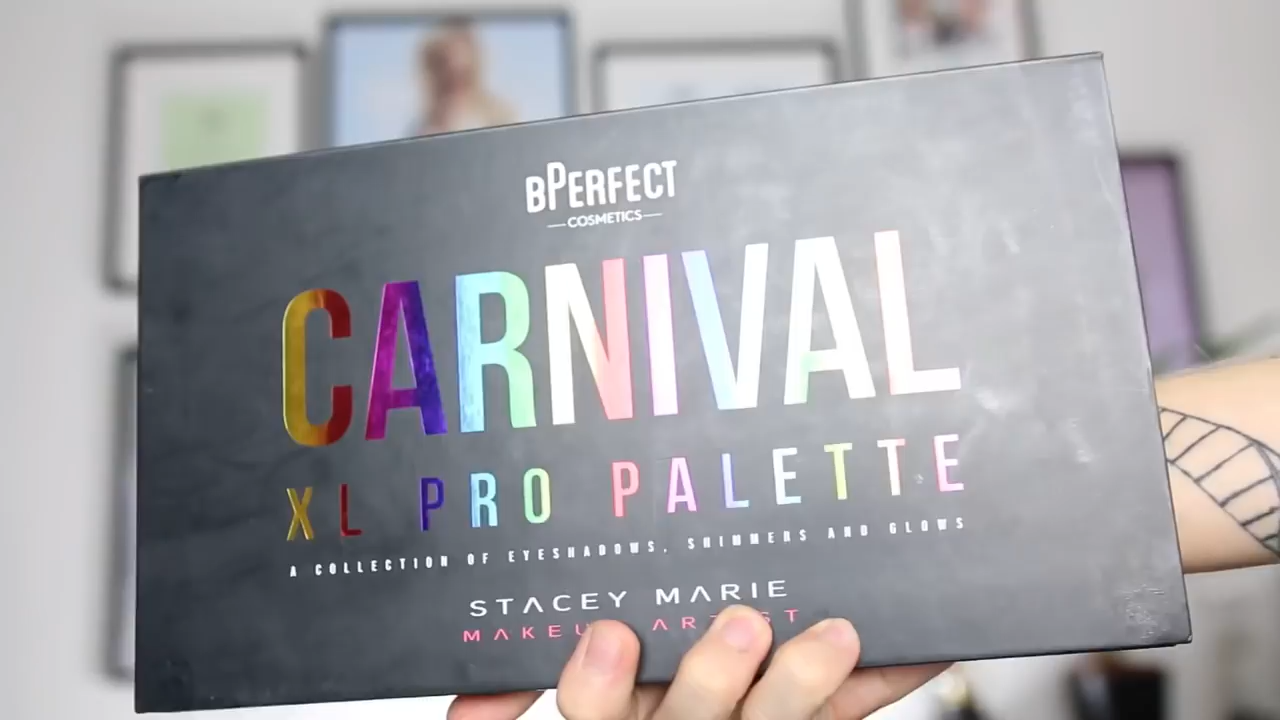 BPERFECT
COSMETICS
CARNIVAL
XL PRO PALETTE
A COLLECTION OF EYESHADOWS, SHIMMERS AND GLOWS
STACEY MARIE